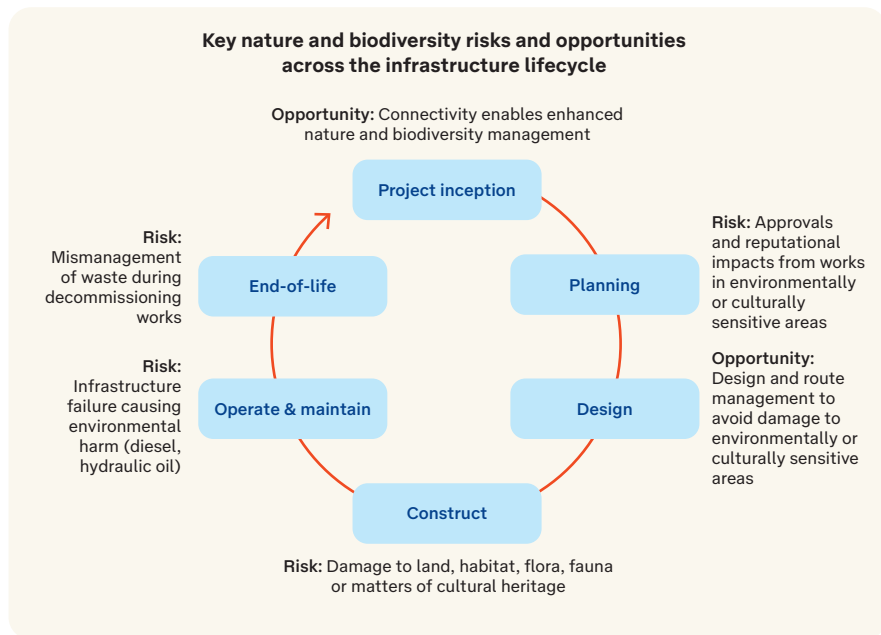 Key nature and biodiversity risks and opportunities
across the infrastructure lifecycle
Opportunity: Connectivity enables enhanced
nature and biodiversity management
Project inception
Planning
Risk: Approvals
and reputational
impacts from works
in environmentally
or culturally
sensitive areas
Design
Opportunity:
Design and route
management to
avoid damage to
environmentally or
culturally sensitive
areas
Construct
Risk: Damage to land, habitat, flora, fauna
or matters of cultural heritage
Operate & maintain
Risk:
Infrastructure
failure causing
environmental
harm (diesel,
hydraulic oil)
End-of-life
Risk:
Mismanagement
of waste during
decommissioning
works